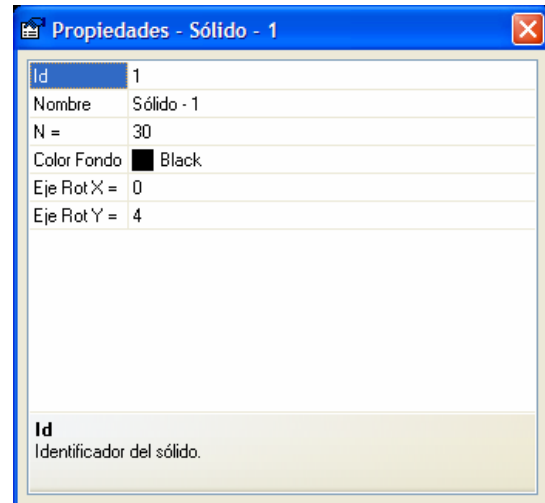 Propiedades - Sólido - 1
Id 1
Nombre Sólido - 1
N = 30
Color Fondo Black
Eje Rot X = 0
Eje Rot Y = 4
Id
Identificador del sólido.